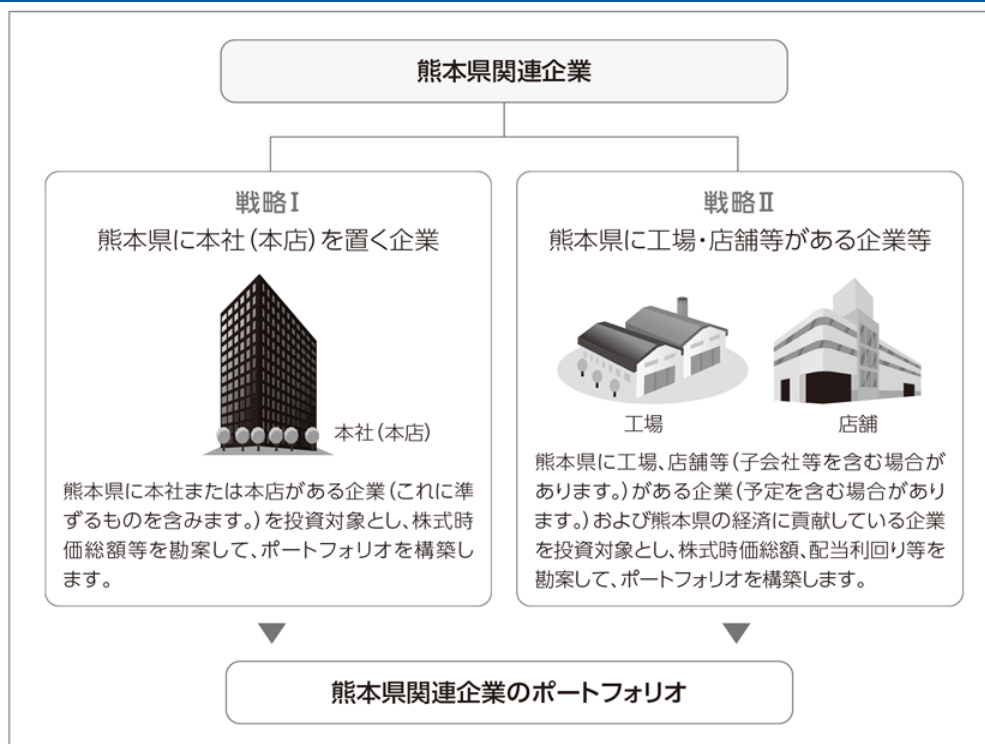 熊本県関連企業
戦略Ⅰ
熊本県に本社(本店)を置く企業
本社(本店)
熊本県に本社または本店がある企業(これに準
ずるものを含みます。)を投資対象とし、株式時
価総額等を勘案して、ポートフォリオを構築し
ます。
戦略Ⅱ
熊本県に工場・店舗等がある企業等
工場
店舗
熊本県に工場、店舗等(子会社等を含む場合が
あります。)がある企業(予定を含む場合があり
ます。)および熊本県の経済に貢献している企業
を投資対象とし、株式時価総額、配当利回り等を
勘案して、ポートフォリオを構築します。
熊本県関連企業のポートフォリオ